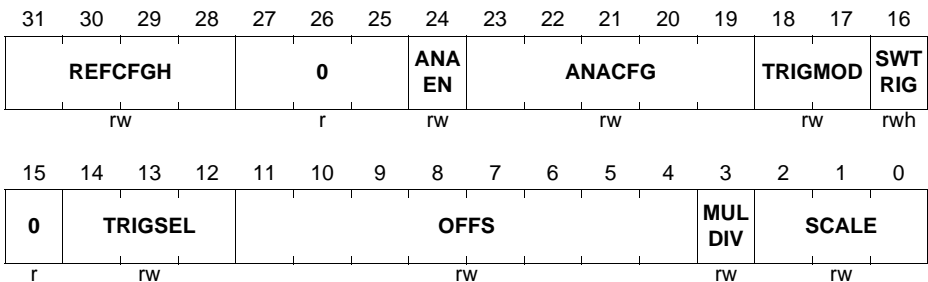 31 30 29 28 27 26 25 24 23 22 21 20 19 18 17 16
REFCFGH 0 ANA EN ANACFG TRIGMOD SWT RIG
rw r rw rw rw rwh
15 14 13 12 11 10 9 8 7 6 5 4 3 2 1 0
0 TRIGSEL OFFS MUL DIV SCALE
r rw rw rw rw